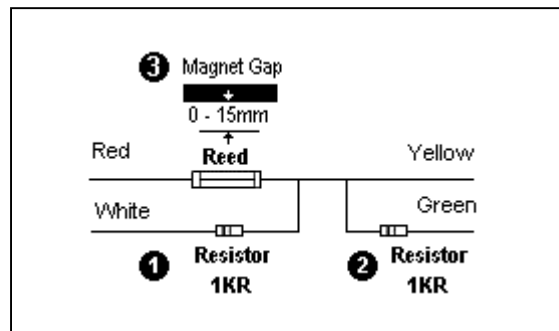 3 Magnet Gap
0 - 15mm
Red Reed Yellow
White Green
1 Resistor 2 Resistor
1KR 1KR